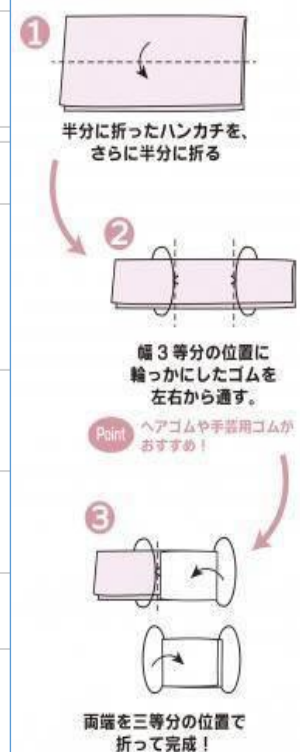 1
半分に折ったハンカチを、
さらに半分に折る
2
幅3等分の位置に
輪っかにしたゴムを
左右から通す。
Point ヘアゴムや手芸用ゴムが
おすすめ！
3
両端を三等分の位置で
折って完成！